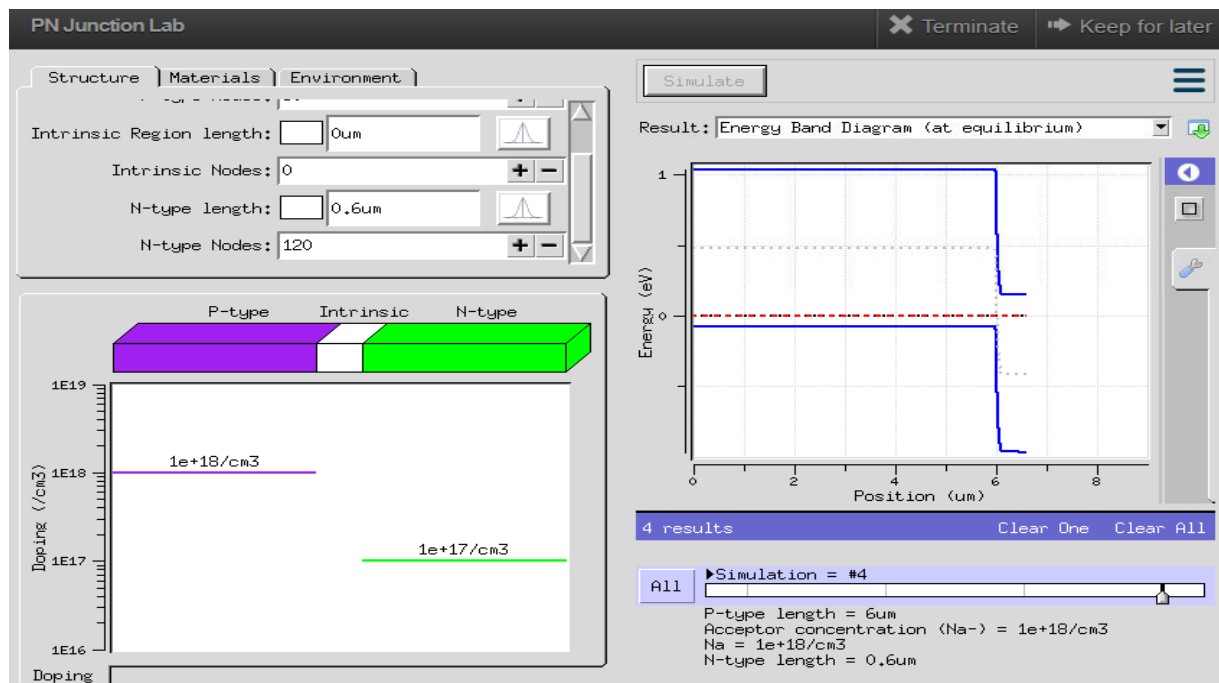 PN Junction Lab
Terminate
Keep for later
Structure
Materials
Environment
Intrinsic Region length:
0um
Intrinsic Nodes:
0
N-type length:
0.6um
N-type Nodes:
120
P-type
Intrinsic
N-type
1E19
1E18
1E17
1E16
Doping (/cm3)
1e+18/cm3
1e+17/cm3
Doping
Simulate
Result:
Energy Band Diagram (at equilibrium)
1
0
Energy (eV)
0
2
4
6
8
Position (um)
4 results
Clear One
Clear All
All
Simulation = #4
P-type length = 6um
Acceptor concentration (Na-) = 1e+18/cm3
Na = 1e+18/cm3
N-type length = 0.6um